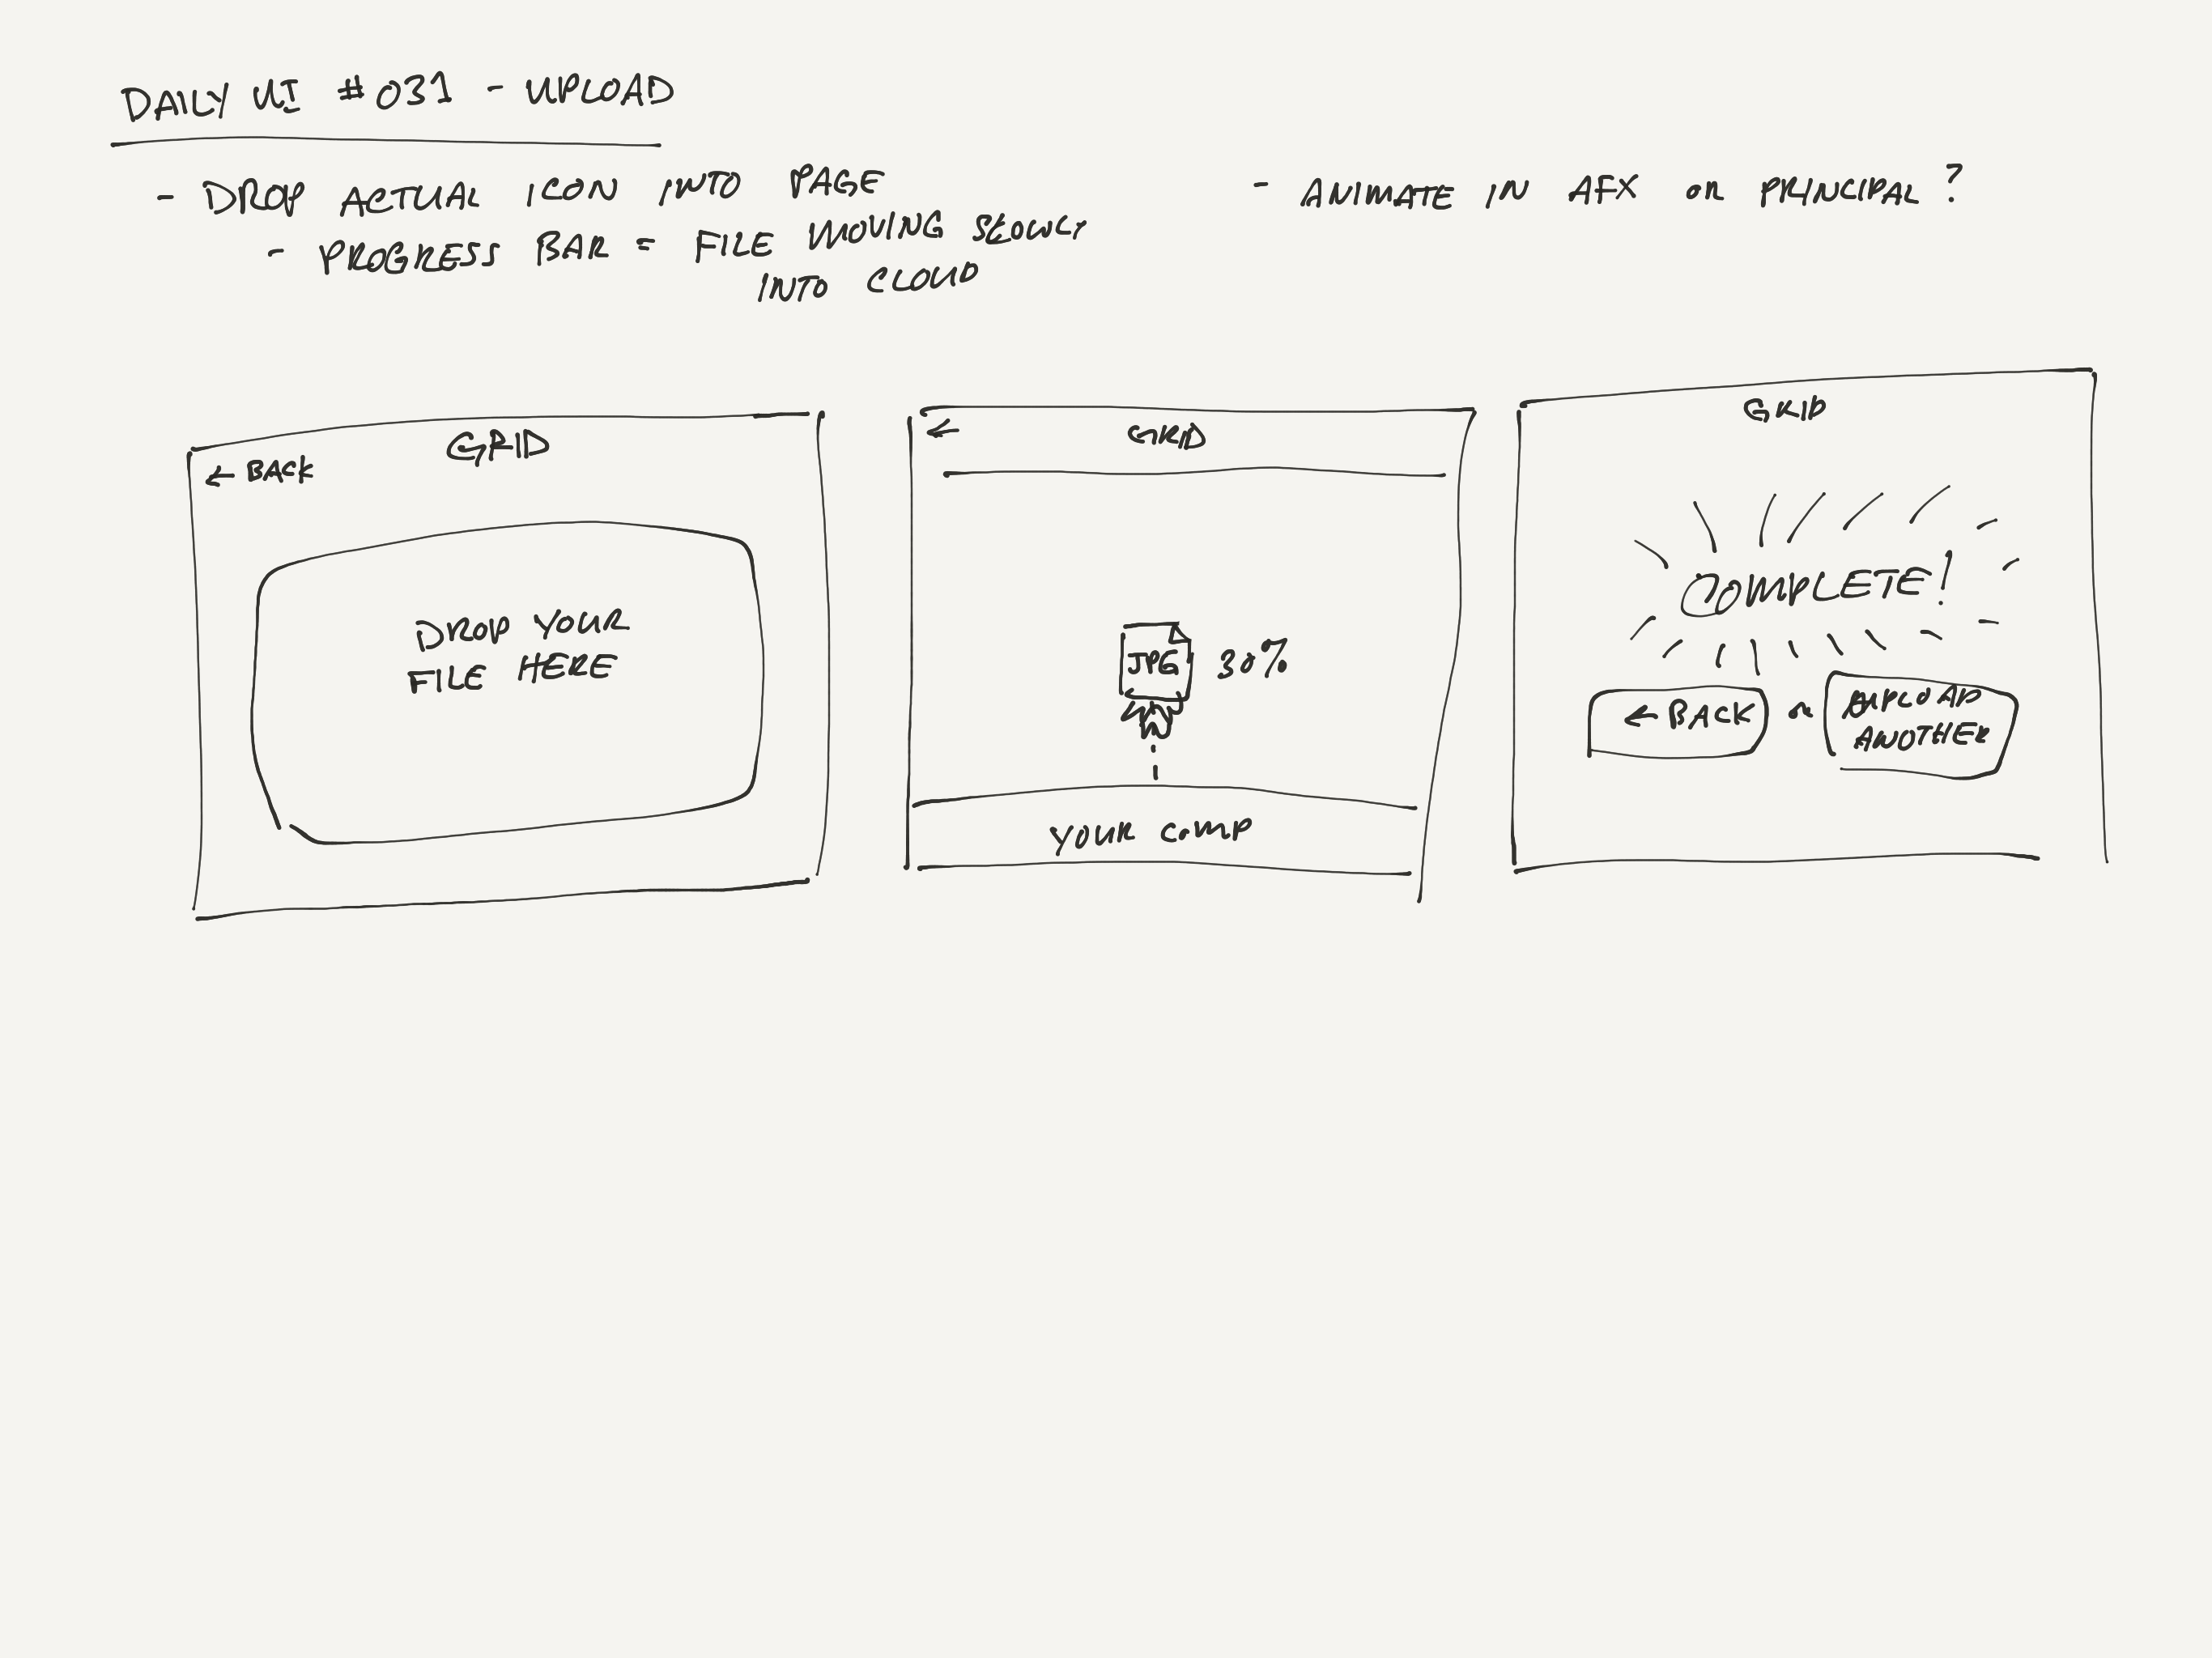 DAILY UI #031 - UPLOAD
- DROP ACTUAL ICON INTO PAGE
- PROGRESS BAR = FILE MOVING SLOWLY
INTO CLOUD
- ANIMATE IN AFX OR PRINCIPAL?
GRID
← BACK
DROP YOUR
FILE HERE
←
GRID
JPG 30%
YOUR COMP
GRID
COMPLETE!
← BACK OR UPLOAD
ANOTHER